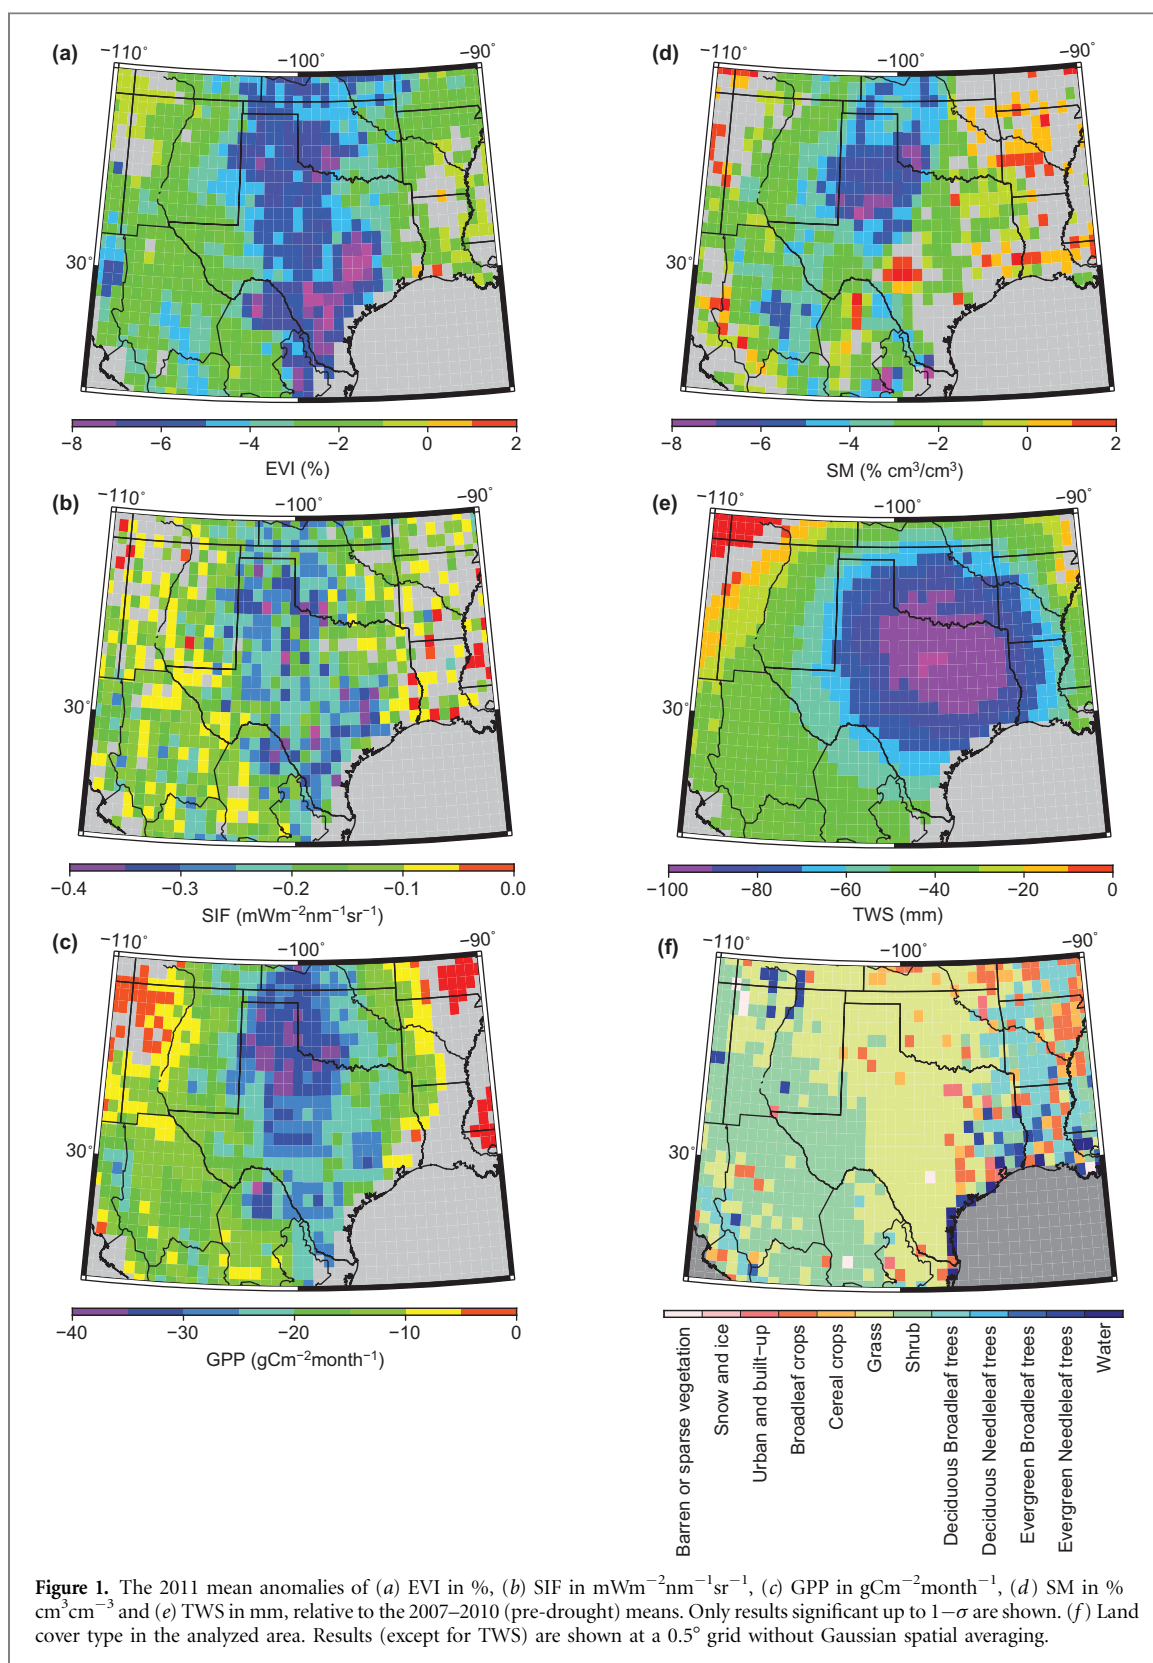 (a)
−110°
−100°
−90°
30°
−8 −6 −4 −2 0 2
EVI (%)
(d)
−110°
−100°
−90°
30°
−8 −6 −4 −2 0 2
SM (% cm³/cm³)
(b)
−110°
−100°
−90°
30°
−0.4 −0.3 −0.2 −0.1 0.0
SIF (mWm⁻²nm⁻¹sr⁻¹)
(e)
−110°
−100°
−90°
30°
−100 −80 −60 −40 −20 0
TWS (mm)
(c)
−110°
−100°
−90°
30°
−40 −30 −20 −10 0
GPP (gCm⁻²month⁻¹)
(f)
−110°
−100°
−90°
30°
Barren or sparse vegetation
Snow and ice
Urban and built−up
Broadleaf crops
Cereal crops
Grass
Shrub
Deciduous Broadleaf trees
Deciduous Needleleaf trees
Evergreen Broadleaf trees
Evergreen Needleleaf trees
Water
Figure 1. The 2011 mean anomalies of (a) EVI in %, (b) SIF in mWm⁻²nm⁻¹sr⁻¹, (c) GPP in gCm⁻²month⁻¹, (d) SM in %
cm³cm⁻³ and (e) TWS in mm, relative to the 2007–2010 (pre-drought) means. Only results significant up to 1−σ are shown. (f) Land
cover type in the analyzed area. Results (except for TWS) are shown at a 0.5° grid without Gaussian spatial averaging.